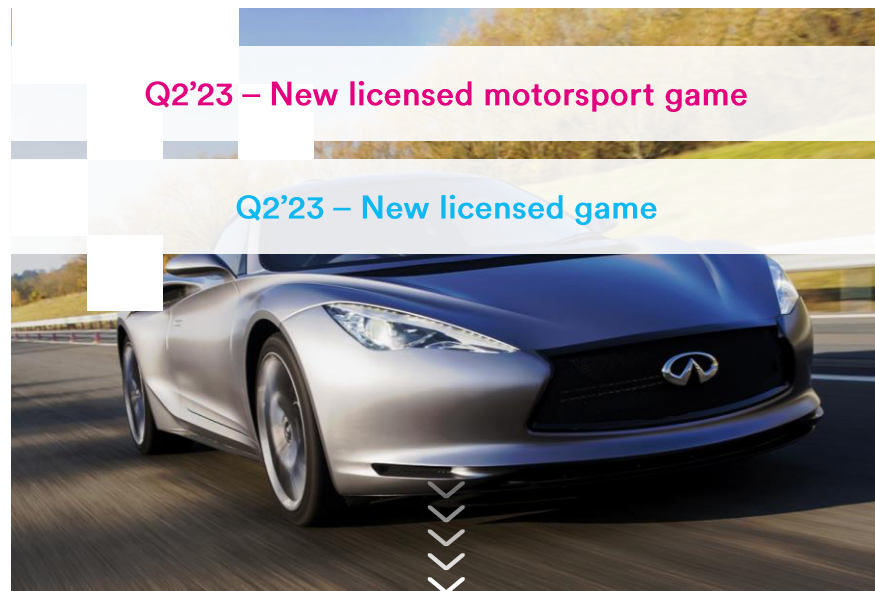 Q2’23 – New licensed motorsport game
Q2’23 – New licensed game